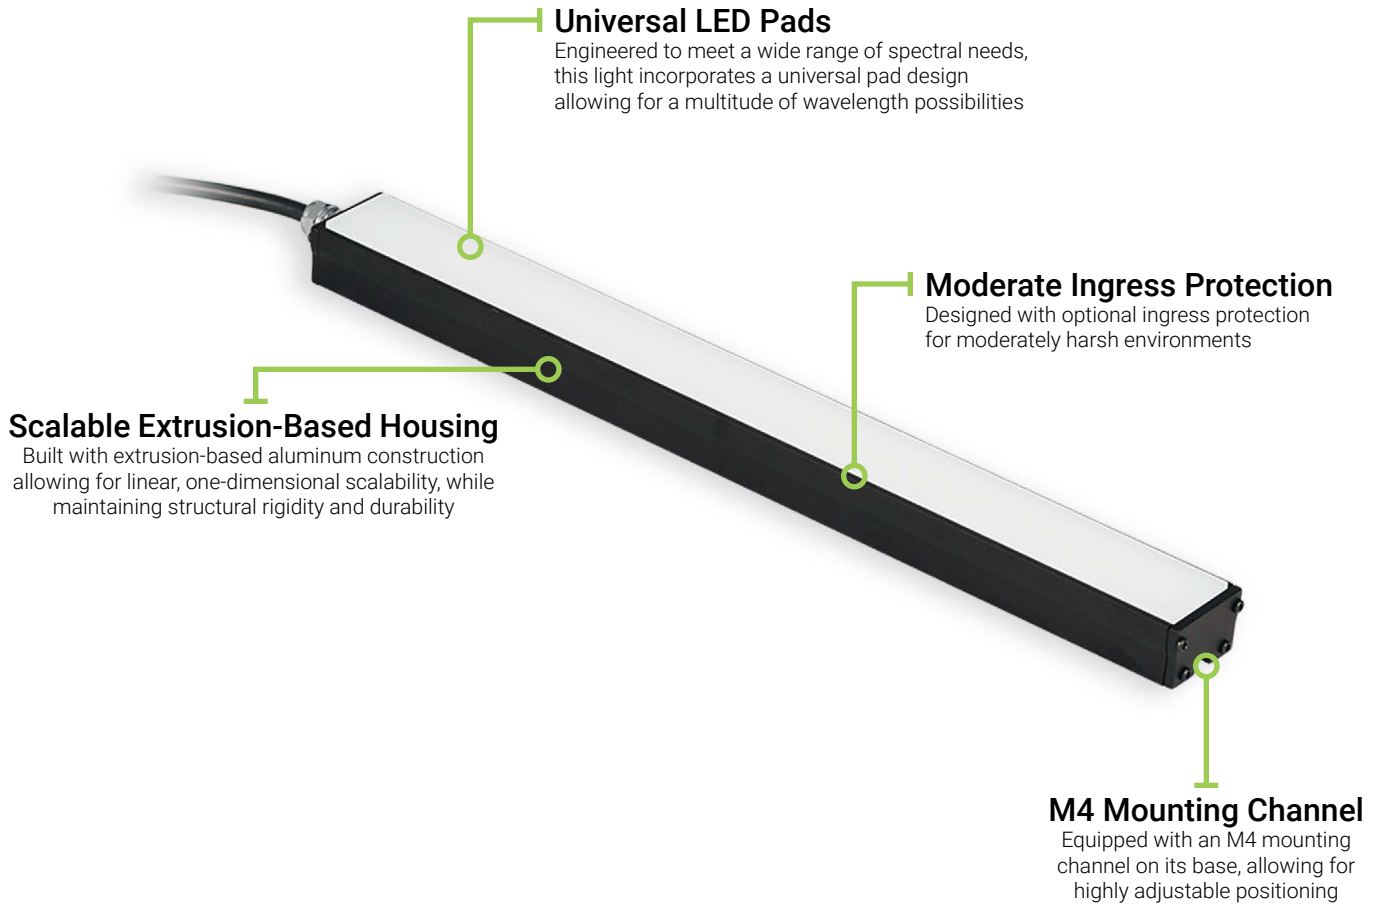 Universal LED Pads
Engineered to meet a wide range of spectral needs,
this light incorporates a universal pad design
allowing for a multitude of wavelength possibilities
Moderate Ingress Protection
Designed with optional ingress protection
for moderately harsh environments
Scalable Extrusion-Based Housing
Built with extrusion-based aluminum construction
allowing for linear, one-dimensional scalability, while
maintaining structural rigidity and durability
M4 Mounting Channel
Equipped with an M4 mounting
channel on its base, allowing for
highly adjustable positioning